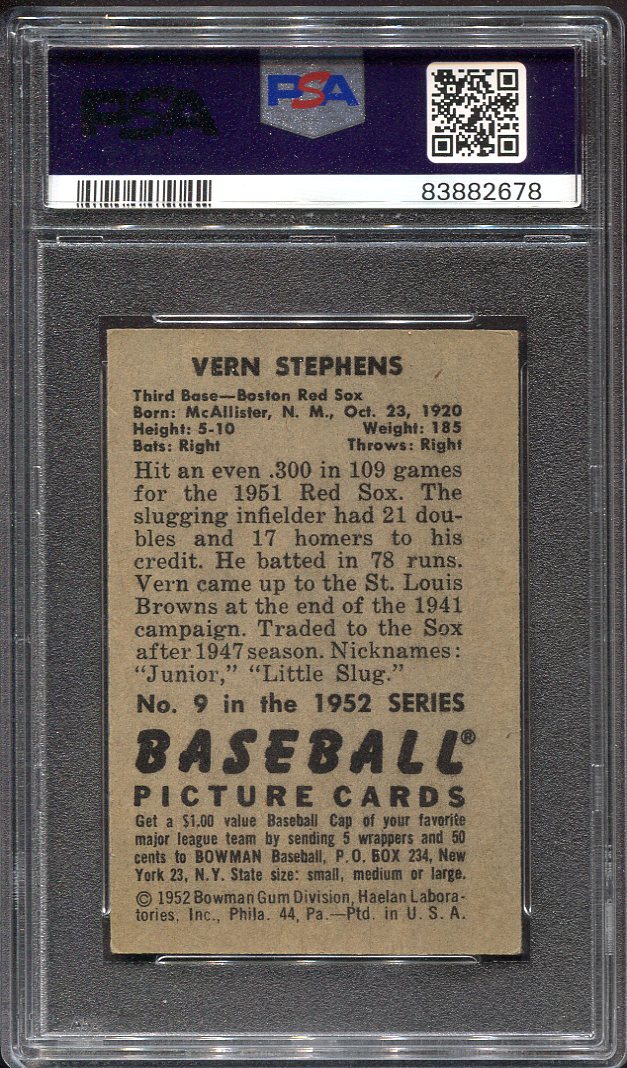 PSA
PSA
83882678
VERN STEPHENS
Third Base—Boston Red Sox
Born: McAllister, N. M., Oct. 23, 1920
Height: 5-10 Weight: 185
Bats: Right Throws: Right
Hit an even .300 in 109 games
for the 1951 Red Sox. The
slugging infielder had 21 dou-
bles and 17 homers to his
credit. He batted in 78 runs.
Vern came up to the St. Louis
Browns at the end of the 1941
campaign. Traded to the Sox
after 1947 season. Nicknames:
“Junior,” “Little Slug.”
No. 9 in the 1952 SERIES
BASEBALL®
PICTURE CARDS
Get a $1.00 value Baseball Cap of your favorite
major league team by sending 5 wrappers and 50
cents to BOWMAN Baseball, P.O. BOX 234, New
York 23, N.Y. State size: small, medium or large.
© 1952 Bowman Gum Division, Haelan Labora-
tories, Inc., Phila. 44, Pa.—Ptd. in U. S. A.